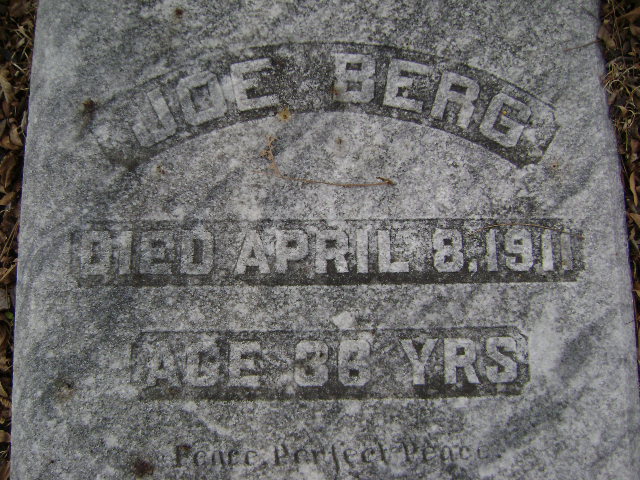 JOE BERG
DIED APRIL 8, 1911
AGE 36 YRS
Peace, Perfect Peace.